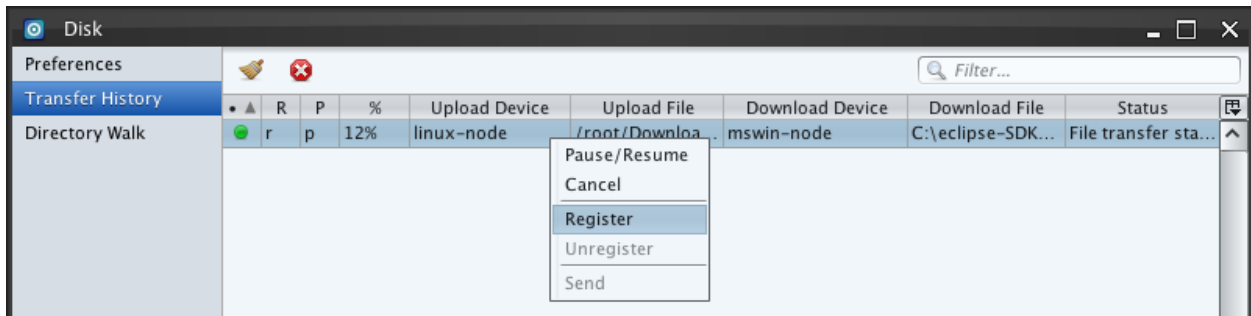 Disk
Preferences
Transfer History
Directory Walk
Filter...
• ▲ R P % Upload Device Upload File Download Device Download File Status
r p 12% linux-node /root/Downloa... mswin-node C:\eclipse-SDK... File transfer sta...
Pause/Resume
Cancel
Register
Unregister
Send